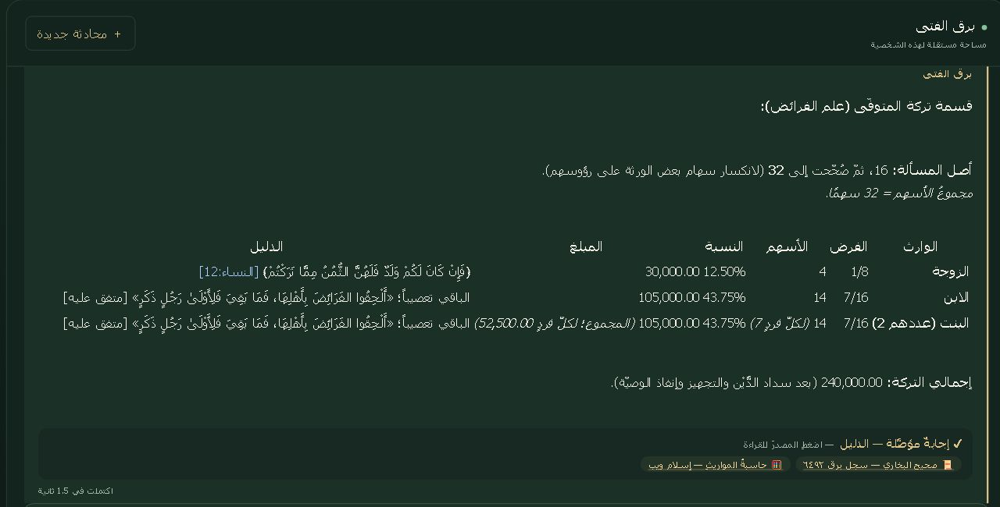 برق الفتى
مساحة مستقلة لهذه الشخصية
+ محادثة جديدة
برق الفتى
قسمة تركة المتوفّى (علم الفرائض):
أصل المسألة: 16، ثمّ صُحّحت إلى 32 (لانكسار سهام بعض الورثة على رؤوسهم).
مجموعُ الأسهم = 32 سهمًا.
الوارث الفرض الأسهم النسبة المبلغ الدليل
الزوجة 1/8 4 12.50% 30,000.00 ﴿فَإِنْ كَانَ لَكُمْ وَلَدٌ فَلَهُنَّ الثُّمُنُ مِمَّا تَرَكْتُمْ﴾ [النساء:12]
الابن 7/16 14 43.75% 105,000.00 الباقي تعصيباً؛ «أَلْحِقُوا الفَرَائِضَ بِأَهْلِهَا، فَمَا بَقِيَ فَلِأَوْلَىٰ رَجُلٍ ذَكَرٍ» [متفق عليه]
البنت (عددهم 2) 7/16 14 (لكلّ فردٍ 7) 43.75% 105,000.00 (المجموع؛ لكلّ فردٍ 52,500.00) الباقي تعصيباً؛ «أَلْحِقُوا الفَرَائِضَ بِأَهْلِهَا، فَمَا بَقِيَ فَلِأَوْلَىٰ رَجُلٍ ذَكَرٍ» [متفق عليه]
إجمالي التركة: 240,000.00 (بعد سداد الدَّيْن والتجهيز وإنفاذ الوصيّة).
✓ إجابةٌ مؤصَّلة — الدليل — اضغطِ المصدرَ للقراءة
صحيح البخاري — سجل برق ٦٤٩٢ حاسبةُ المواريث — إسلام ويب
اكتملت في 1.5 ثانية